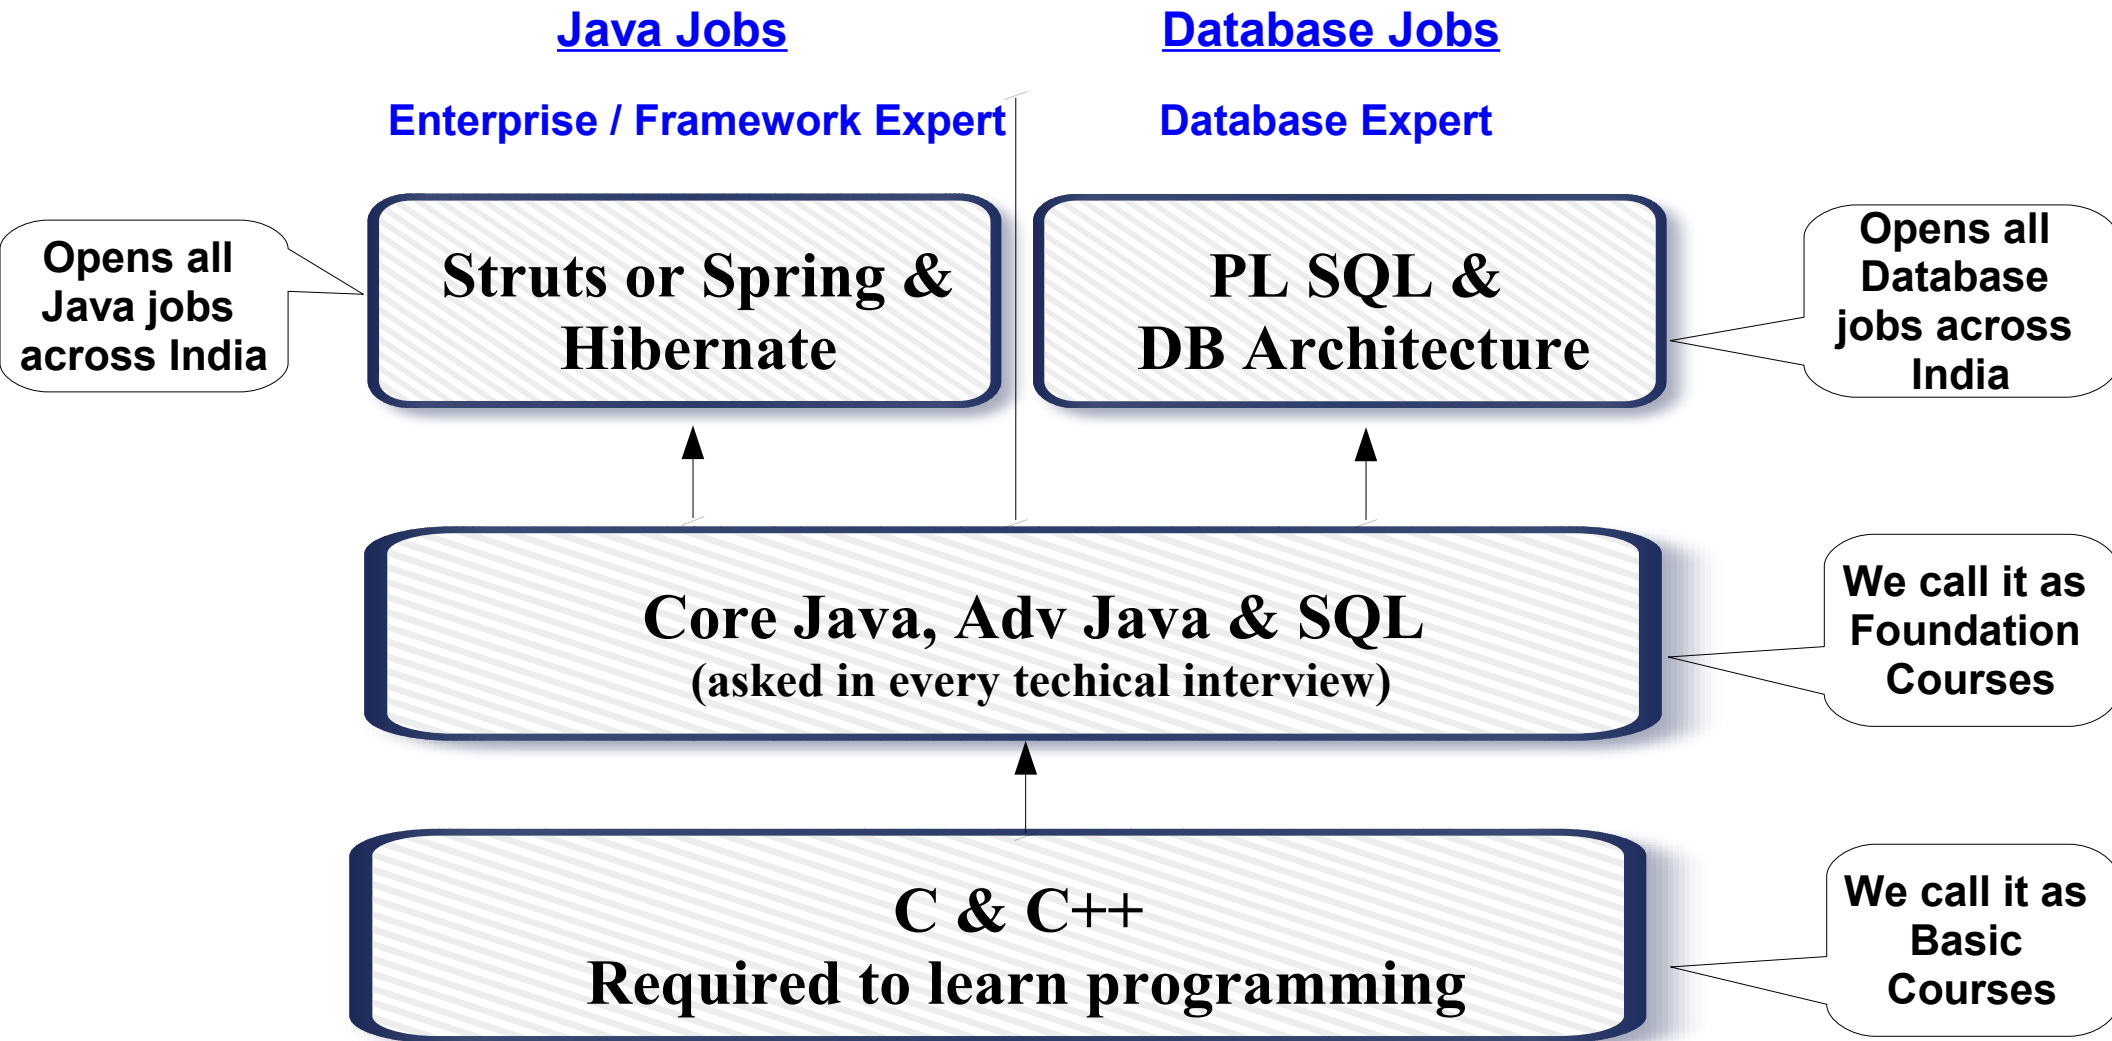 Java Jobs
Database Jobs
Enterprise / Framework Expert
Database Expert
Opens all
Java jobs
across India
Struts or Spring &
Hibernate
PL SQL &
DB Architecture
Opens all
Database
jobs across
India
Core Java, Adv Java & SQL
(asked in every techical interview)
We call it as
Foundation
Courses
C & C++
Required to learn programming
We call it as
Basic
Courses